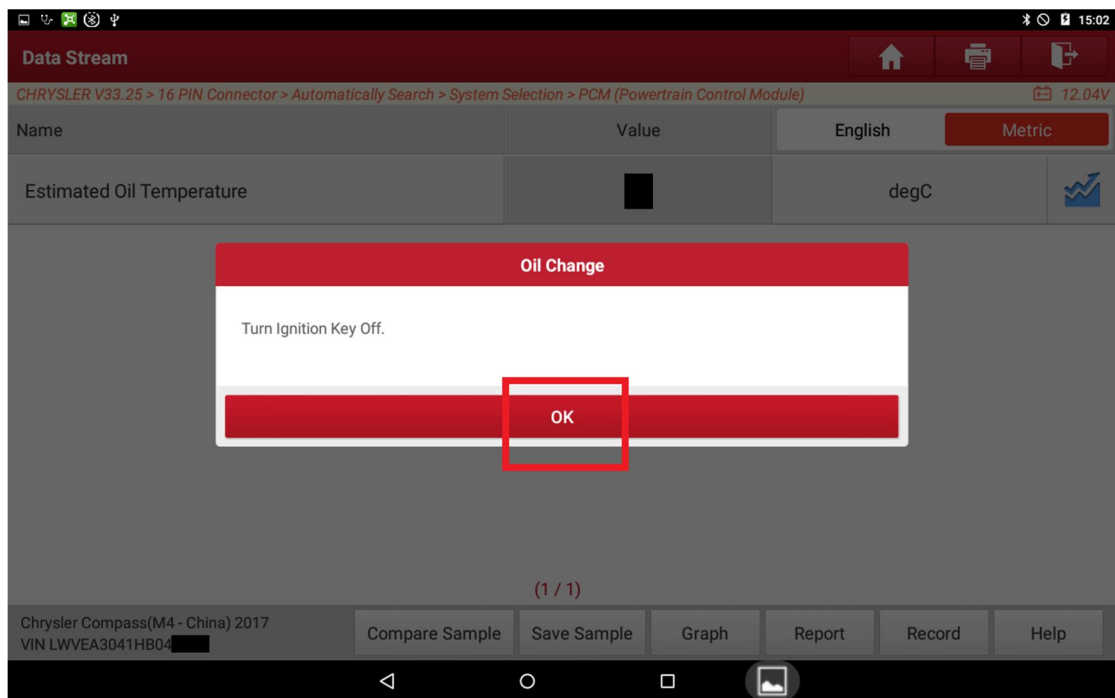 15:02
Data Stream
CHRYSLER V33.25 > 16 PIN Connector > Automatically Search > System Selection > PCM (Powertrain Control Module) 12.04V
Name Value English Metric
Estimated Oil Temperature degC
Oil Change
Turn Ignition Key Off.
OK
(1 / 1)
Chrysler Compass(M4 - China) 2017
VIN LWVEA3041HB04
Compare Sample Save Sample Graph Report Record Help